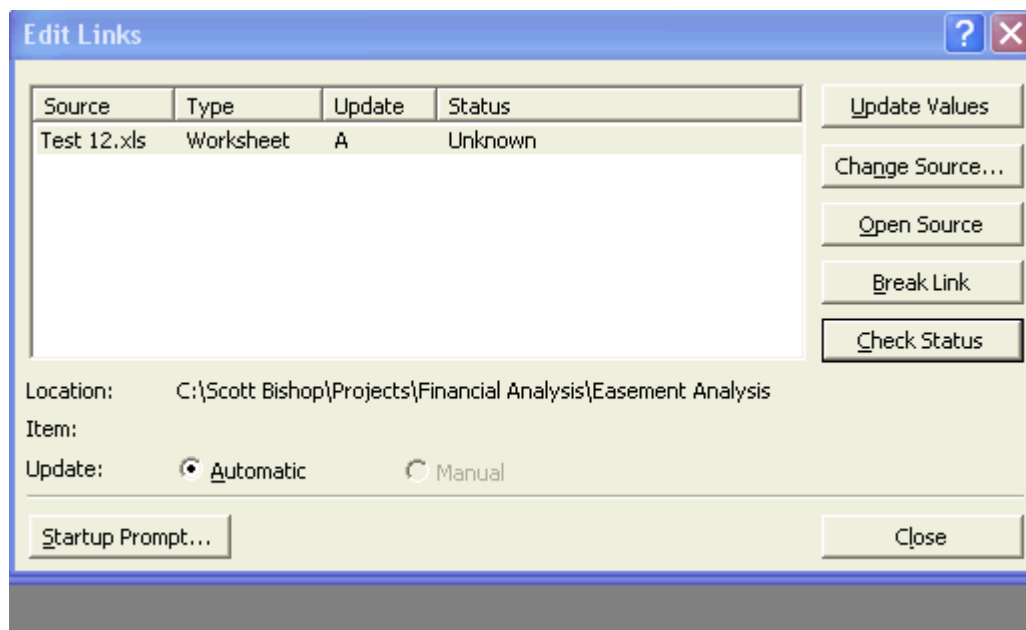 Edit Links
Source Type Update Status
Test 12.xls Worksheet A Unknown
Update Values
Change Source...
Open Source
Break Link
Check Status
Location: C:\Scott Bishop\Projects\Financial Analysis\Easement Analysis
Item:
Update: Automatic Manual
Startup Prompt... Close